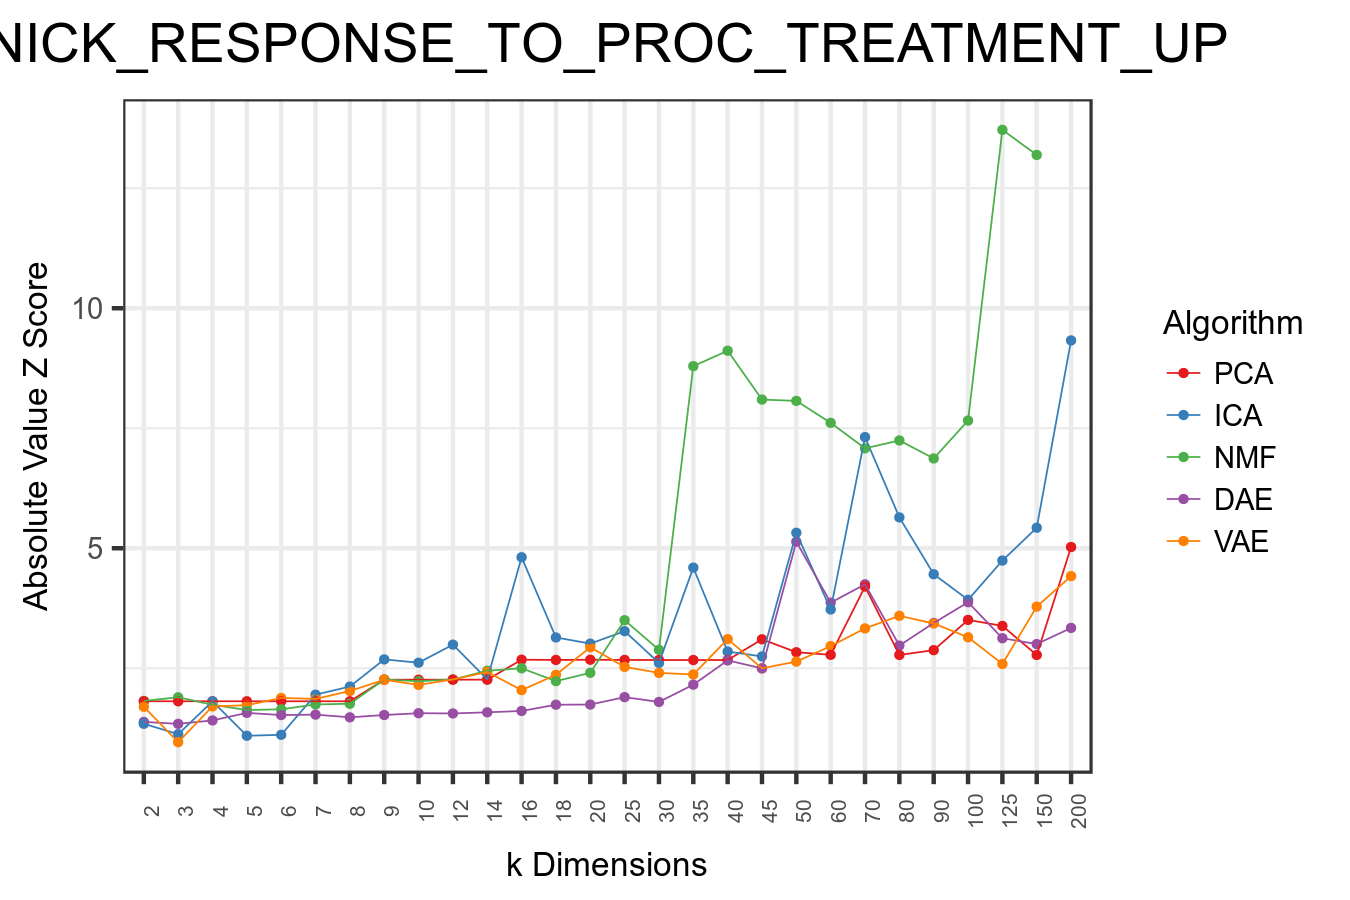 NICK_RESPONSE_TO_PROC_TREATMENT_UP
Absolute Value Z Score
10
5
2 3 4 5 6 7 8 9 10 12 14 16 18 20 25 30 35 40 45 50 60 70 80 90 100 125 150 200
k Dimensions
Algorithm
PCA
ICA
NMF
DAE
VAE